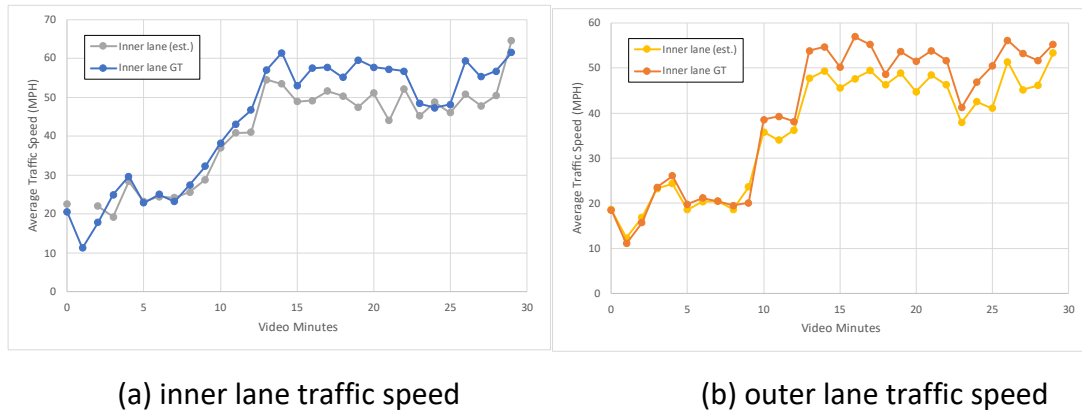 70
60
50
40
30
20
10
0
Average Traffic Speed (MPH)
Inner lane (est.)
Inner lane GT
0 5 10 15 20 25 30
Video Minutes
(a) inner lane traffic speed
60
50
40
30
20
10
0
Average Traffic Speed (MPH)
Inner lane (est.)
Inner lane GT
0 5 10 15 20 25 30
Video Minutes
(b) outer lane traffic speed